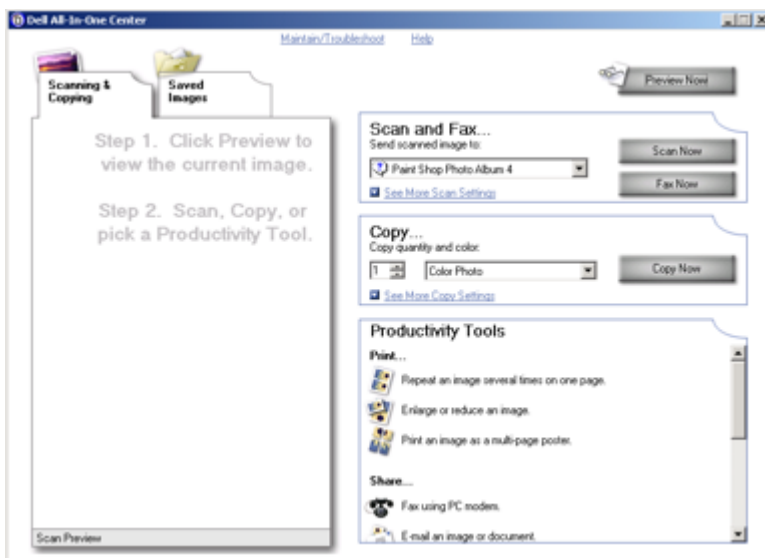 Dell All-In-One Center
Maintain/Troubleshoot Help
Scanning &
Copying
Saved
Images
Step 1. Click Preview to
view the current image.
Step 2. Scan, Copy, or
pick a Productivity Tool.
Scan Preview
Preview Now
Scan and Fax...
Send scanned image to:
Paint Shop Photo Album 4
See More Scan Settings
Scan Now
Fax Now
Copy...
Copy quantity and color:
1 Color Photo
See More Copy Settings
Copy Now
Productivity Tools
Print...
Repeat an image several times on one page.
Enlarge or reduce an image.
Print an image as a multi-page poster.
Share...
Fax using PC modem.
E-mail an image or document.